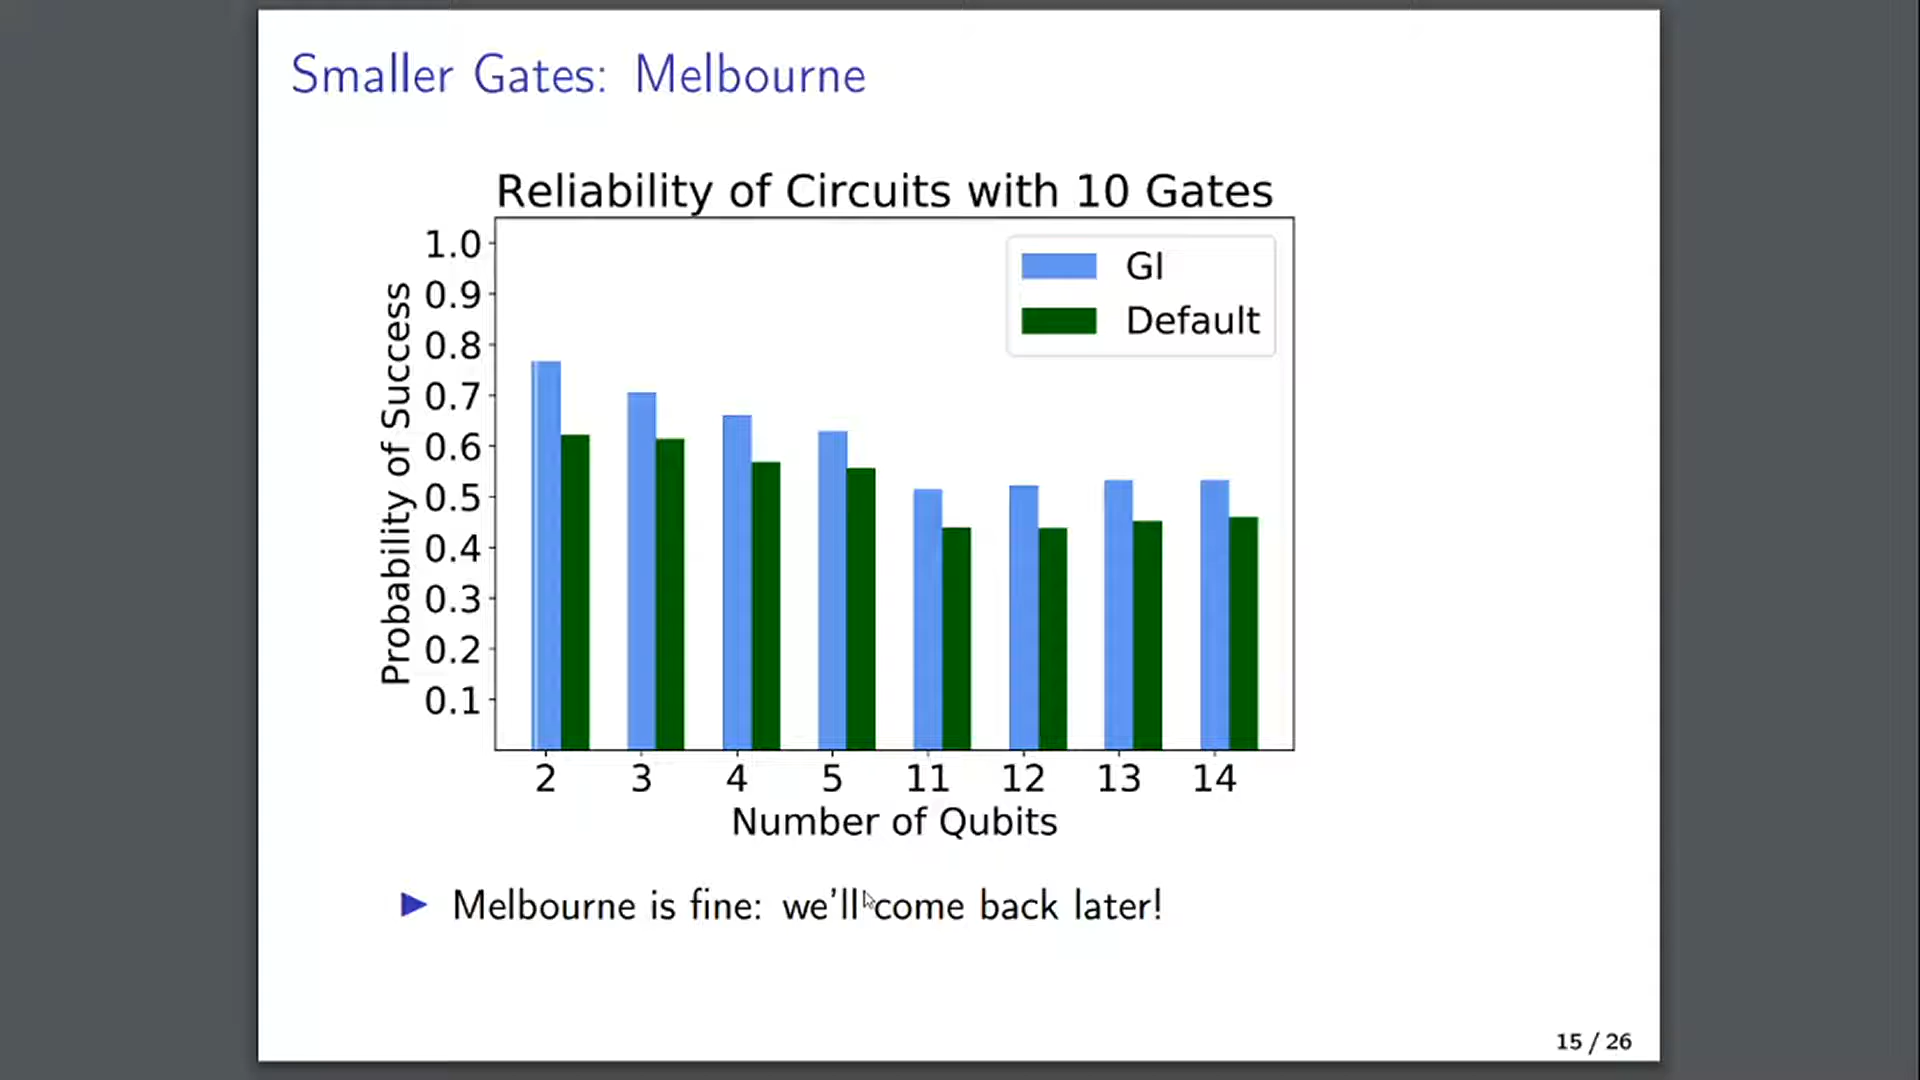 Smaller Gates: Melbourne
Reliability of Circuits with 10 Gates
GI
Default
Probability of Success
1.0
0.9
0.8
0.7
0.6
0.5
0.4
0.3
0.2
0.1
2 3 4 5 11 12 13 14
Number of Qubits
Melbourne is fine: we'll come back later!
15 / 26